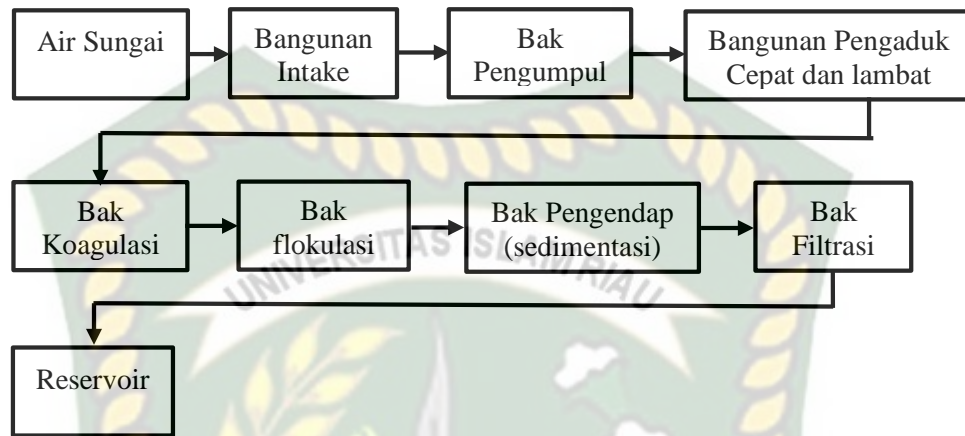 Air Sungai
Bangunan
Intake
Bak
Pengumpul
Bangunan Pengaduk
Cepat dan lambat
Bak
Koagulasi
Bak
flokulasi
Bak Pengendap
(sedimentasi)
Bak
Filtrasi
UNIVERSITAS ISLAM RIAU
Reservoir